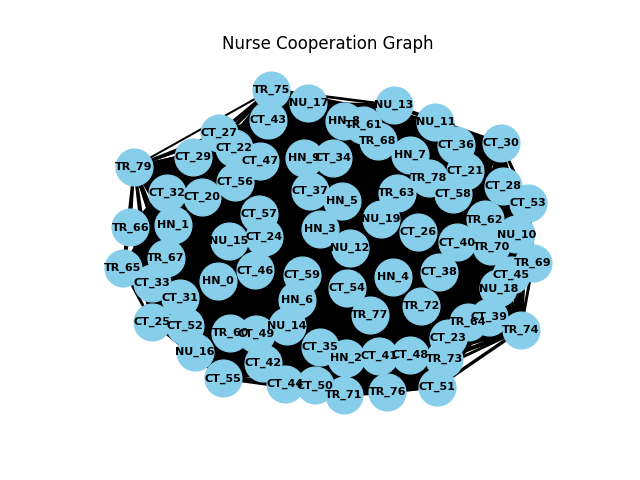 Nurse Cooperation Graph
TR_75
NU_17
NU_13
CT_43
HN_8
TR_61
NU_11
CT_27
TR_68
CT_36
CT_30
CT_22
CT_29
CT_47
HN_9
CT_34
HN_7
TR_79
CT_21
TR_78
CT_56
CT_28
CT_32
CT_20
CT_37
HN_5
TR_63
CT_58
CT_53
CT_57
NU_19
TR_62
TR_66
HN_1
HN_3
CT_26
NU_10
NU_15
CT_24
NU_12
CT_40
TR_70
TR_67
TR_65
CT_46
CT_59
HN_4
CT_38
TR_69
CT_45
CT_33
HN_0
CT_54
NU_18
CT_31
HN_6
TR_72
TR_77
CT_25
CT_52
NU_14
TR_64
CT_39
TR_60
CT_49
TR_74
CT_23
NU_16
CT_35
HN_2
CT_41
CT_48
TR_73
CT_42
CT_55
CT_44
CT_50
TR_71
TR_76
CT_51